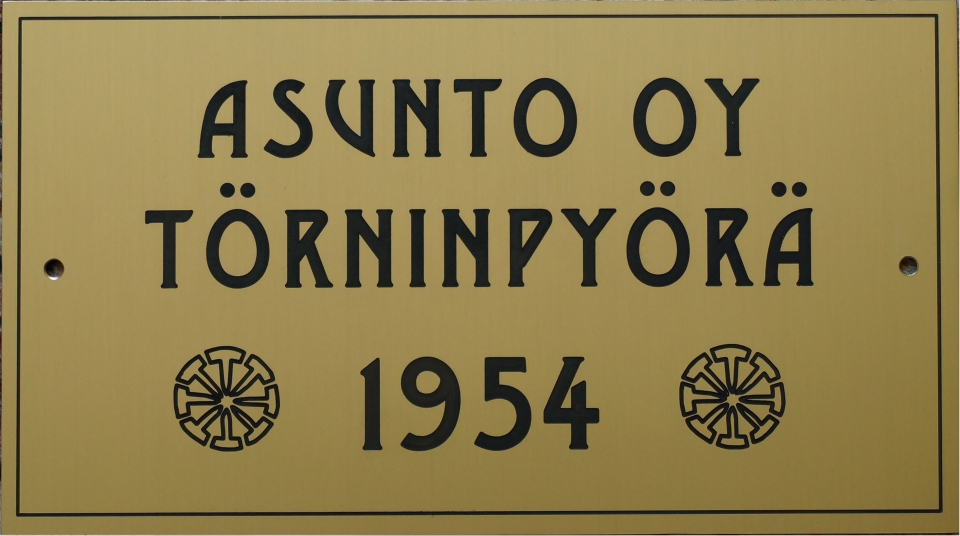 ASUNTO OY
TÖRNINPYÖRÄ
1954